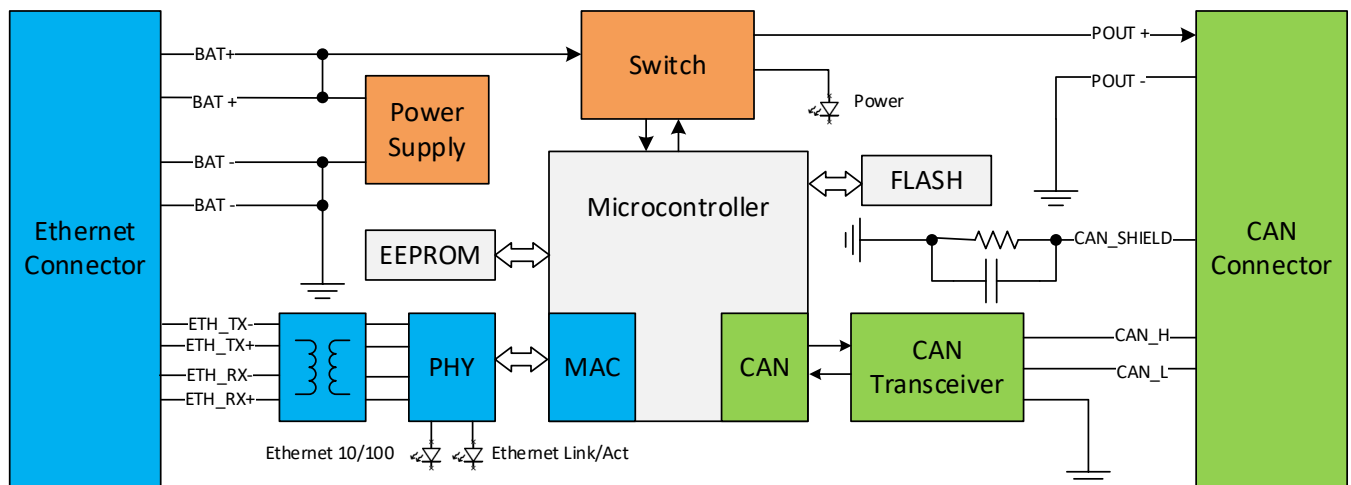 BAT+
BAT +
BAT -
BAT -
Ethernet
Connector
ETH_TX-
ETH_TX+
ETH_RX-
ETH_RX+
Power
Supply
Switch
Power
POUT +
POUT -
Microcontroller
FLASH
EEPROM
PHY
MAC
CAN
Ethernet 10/100
Ethernet Link/Act
CAN
Transceiver
CAN_SHIELD
CAN_H
CAN_L
CAN
Connector